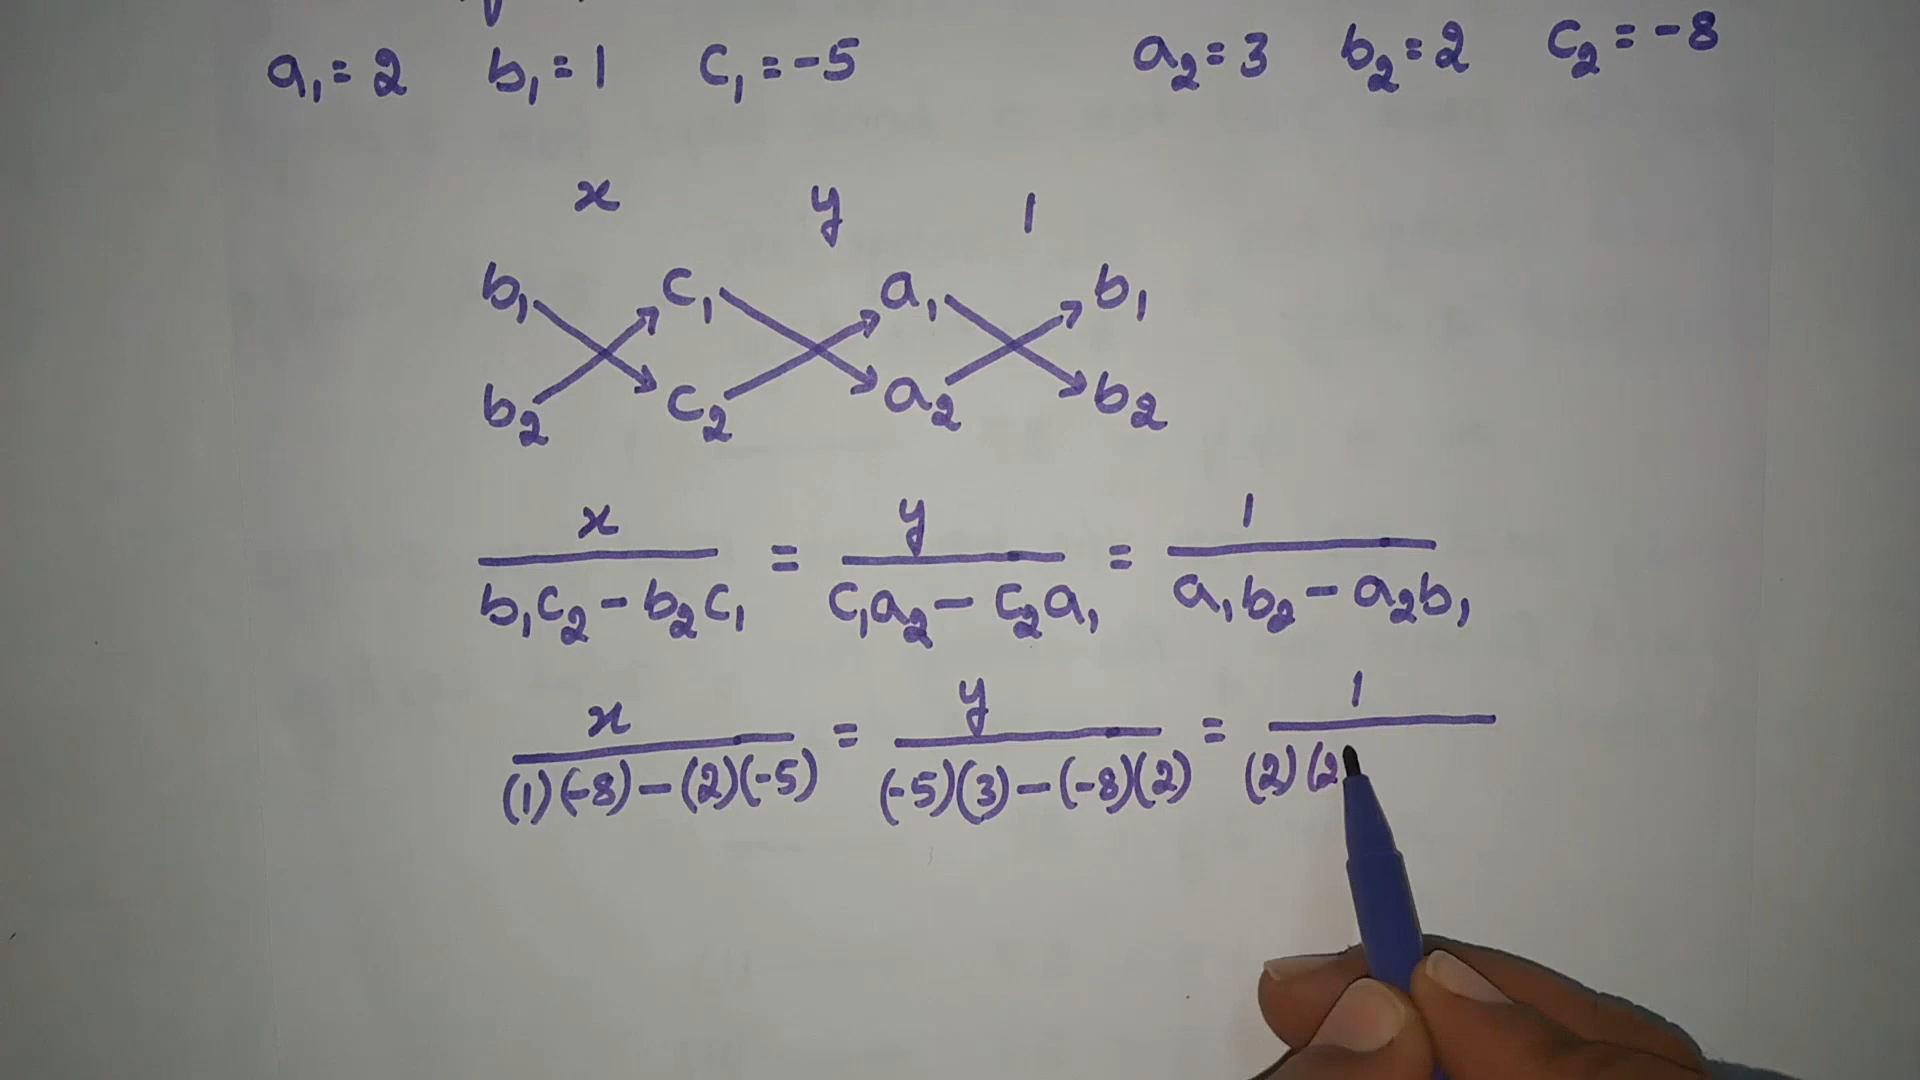 a₁ = 2 b₁ = 1 c₁ = -5 a₂ = 3 b₂ = 2 c₂ = -8
x y 1
b₁ c₁ a₁ b₁
b₂ c₂ a₂ b₂
x/(b₁c₂ - b₂c₁) = y/(c₁a₂ - c₂a₁) = 1/(a₁b₂ - a₂b₁)
x/((1)(-8) - (2)(-5)) = y/((-5)(3) - (-8)(2)) = 1/((2)(2